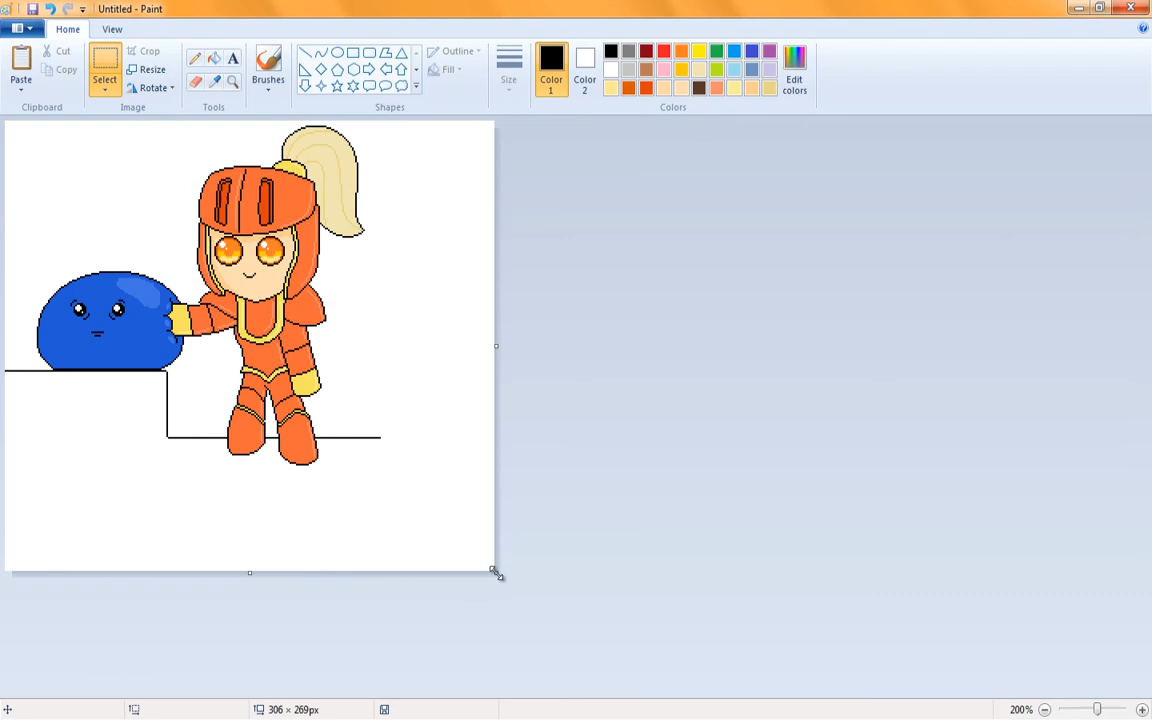 Untitled - Paint
Home View
Paste
Cut
Copy
Clipboard
Select
Crop
Resize
Rotate
Image
A
Tools
Brushes
Outline
Fill
Shapes
Size
Color 1
Color 2
Edit colors
Colors
306 × 269px
200%